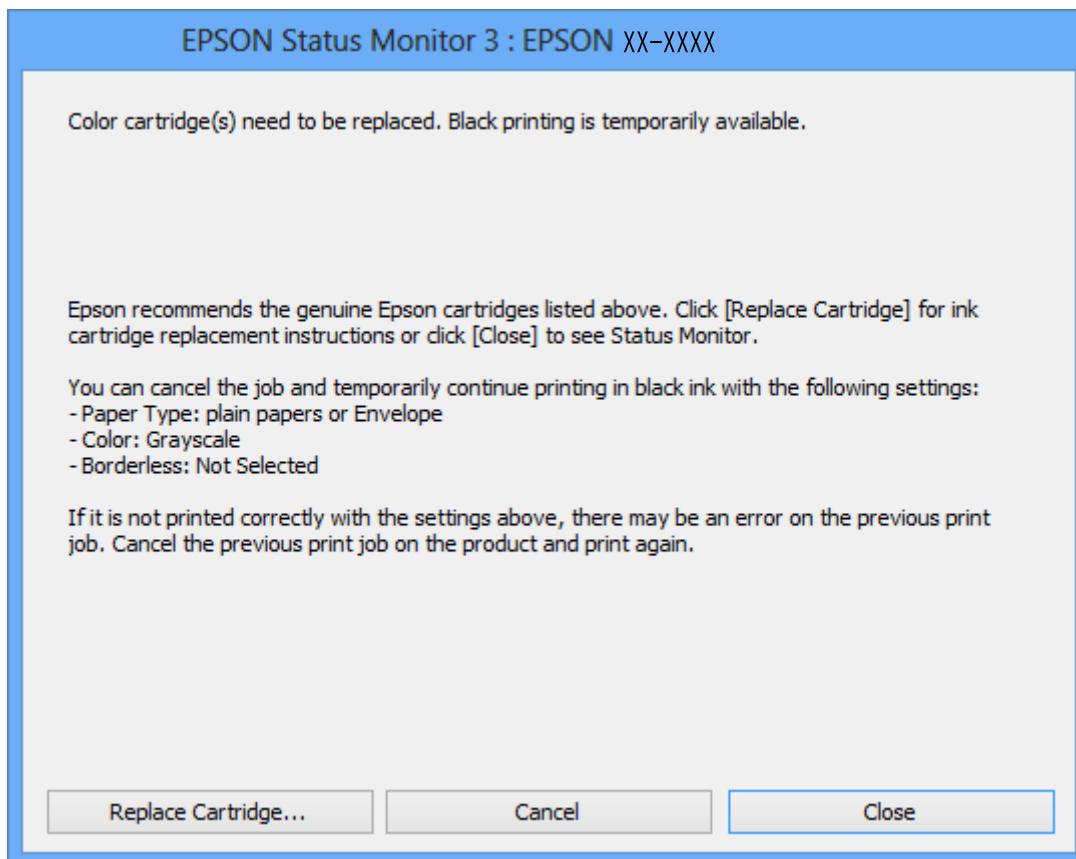 EPSON Status Monitor 3 : EPSON XX-XXXX
Color cartridge(s) need to be replaced. Black printing is temporarily available.
Epson recommends the genuine Epson cartridges listed above. Click [Replace Cartridge] for ink
cartridge replacement instructions or click [Close] to see Status Monitor.
You can cancel the job and temporarily continue printing in black ink with the following settings:
- Paper Type: plain papers or Envelope
- Color: Grayscale
- Borderless: Not Selected
If it is not printed correctly with the settings above, there may be an error on the previous print
job. Cancel the previous print job on the product and print again.
Replace Cartridge...
Cancel
Close